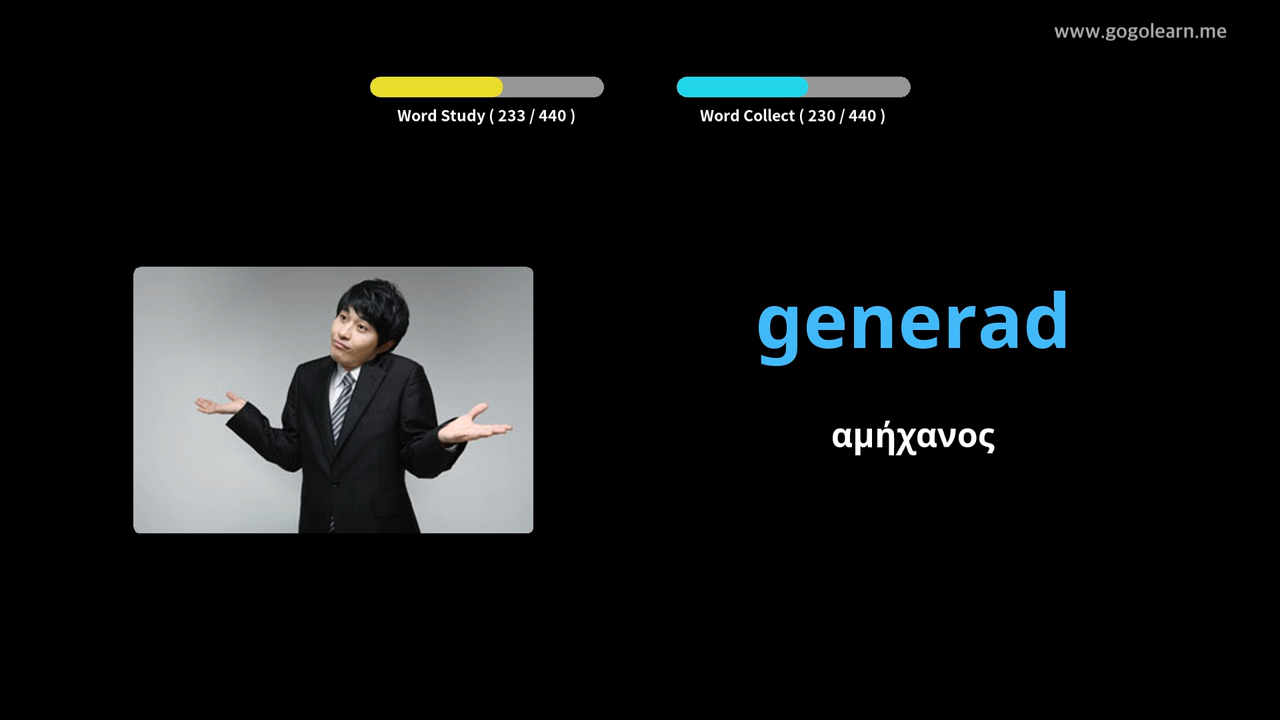 www.gogolearn.me
Word Study ( 233 / 440 )
Word Collect ( 230 / 440 )
generad
αμήχανος